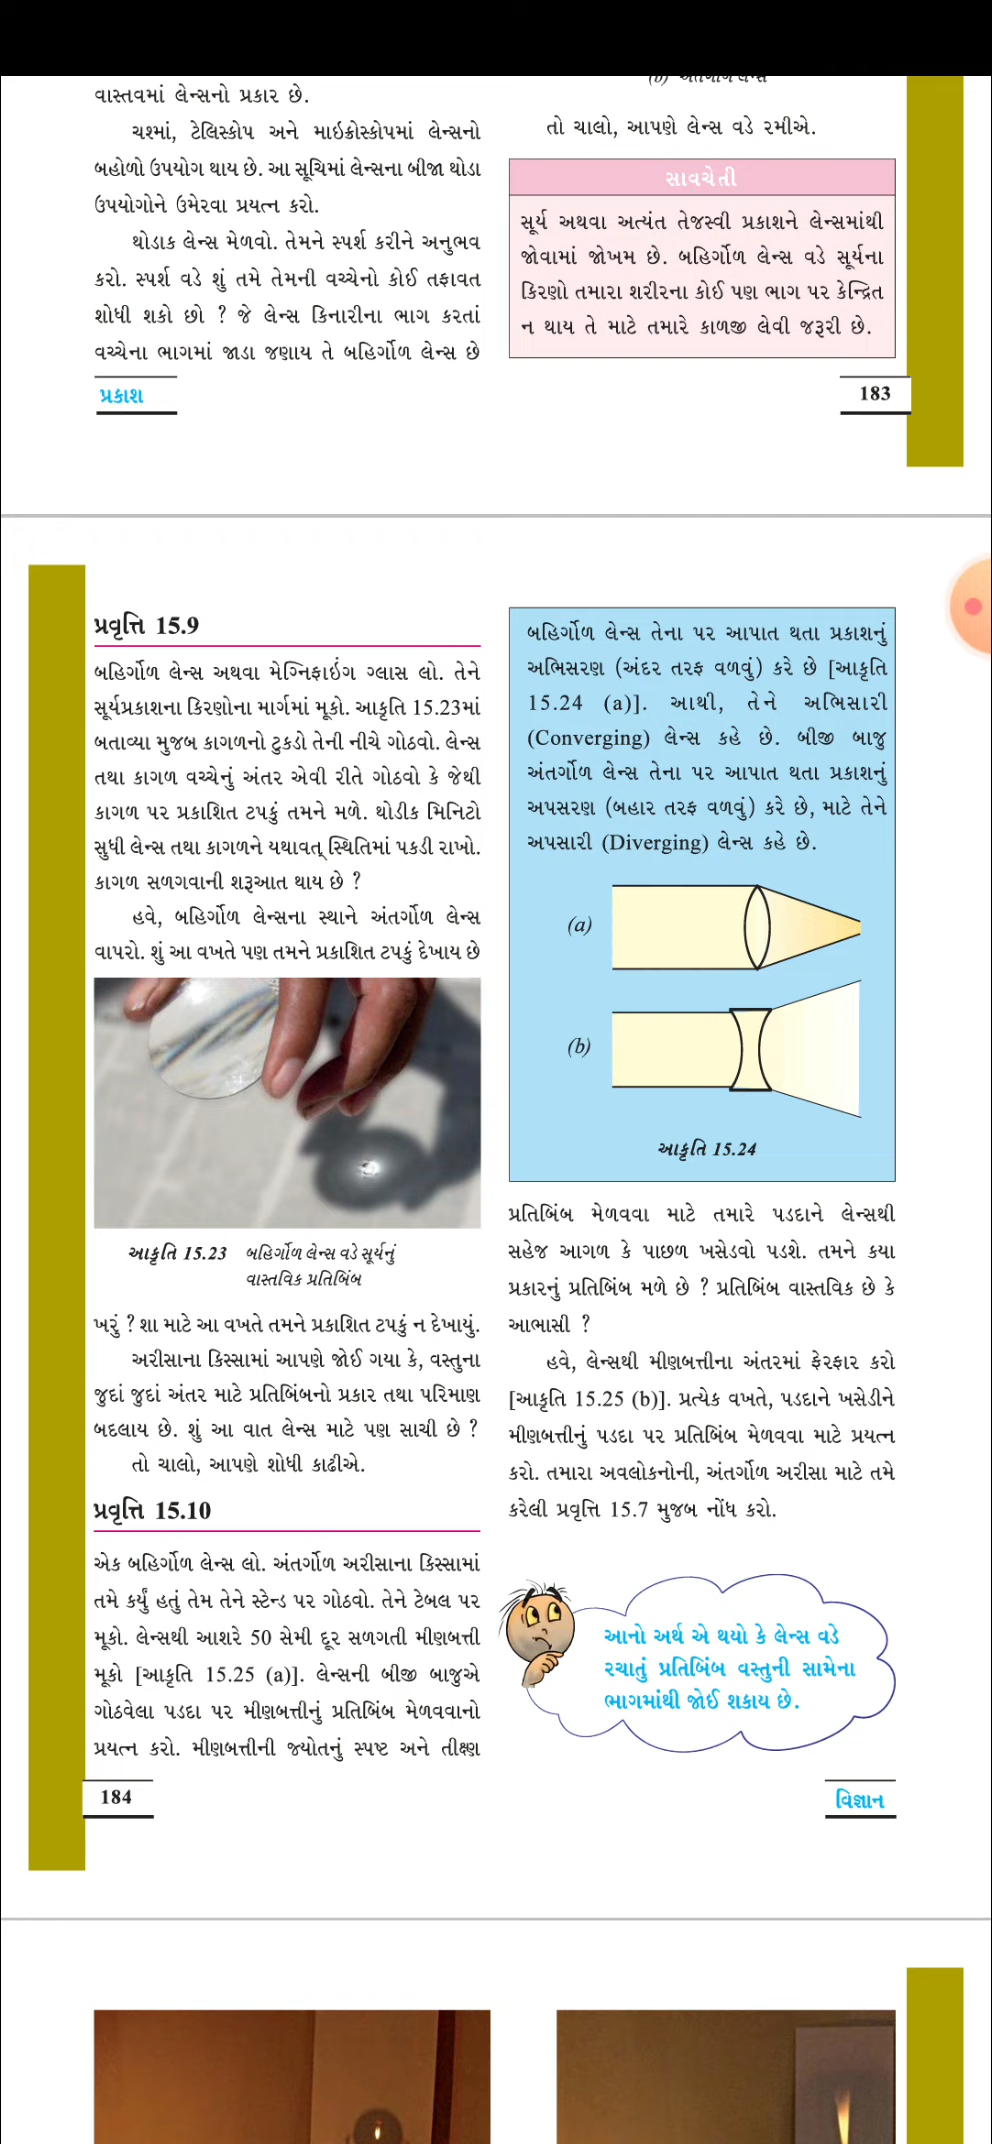 વાસ્તવમાં લેન્સનો પ્રકાર છે.
ચશ્માં, ટેલિસ્કોપ અને માઇક્રોસ્કોપમાં લેન્સનો
બહોળો ઉપયોગ થાય છે. આ સૂચિમાં લેન્સના બીજા થોડા
ઉપયોગોને ઉમેરવા પ્રયત્ન કરો.
થોડાક લેન્સ મેળવો. તેમને સ્પર્શ કરીને અનુભવ
કરો. સ્પર્શ વડે શું તમે તેમની વચ્ચેનો કોઈ તફાવત
શોધી શકો છો ? જે લેન્સ કિનારીના ભાગ કરતાં
વચ્ચેના ભાગમાં જાડા જણાય તે બહિર્ગોળ લેન્સ છે
(b) અંતર્ગોળ લેન્સ
તો ચાલો, આપણે લેન્સ વડે રમીએ.
સાવચેતી
સૂર્ય અથવા અત્યંત તેજસ્વી પ્રકાશને લેન્સમાંથી
જોવામાં જોખમ છે. બહિર્ગોળ લેન્સ વડે સૂર્યના
કિરણો તમારા શરીરના કોઈ પણ ભાગ પર કેન્દ્રિત
ન થાય તે માટે તમારે કાળજી લેવી જરૂરી છે.
પ્રકાશ
183
પ્રવૃત્તિ 15.9
બહિર્ગોળ લેન્સ અથવા મેગ્નિફાઇંગ ગ્લાસ લો. તેને
સૂર્યપ્રકાશના કિરણોના માર્ગમાં મૂકો. આકૃતિ 15.23માં
બતાવ્યા મુજબ કાગળનો ટુકડો તેની નીચે ગોઠવો. લેન્સ
તથા કાગળ વચ્ચેનું અંતર એવી રીતે ગોઠવો કે જેથી
કાગળ પર પ્રકાશિત ટપકું તમને મળે. થોડીક મિનિટો
સુધી લેન્સ તથા કાગળને યથાવત્ સ્થિતિમાં પકડી રાખો.
કાગળ સળગવાની શરૂઆત થાય છે ?
હવે, બહિર્ગોળ લેન્સના સ્થાને અંતર્ગોળ લેન્સ
વાપરો. શું આ વખતે પણ તમને પ્રકાશિત ટપકું દેખાય છે
આકૃતિ 15.23 બહિર્ગોળ લેન્સ વડે સૂર્યનું
વાસ્તવિક પ્રતિબિંબ
ખરું ? શા માટે આ વખતે તમને પ્રકાશિત ટપકું ન દેખાયું.
અરીસાના કિસ્સામાં આપણે જોઈ ગયા કે, વસ્તુના
જુદાં જુદાં અંતર માટે પ્રતિબિંબનો પ્રકાર તથા પરિમાણ
બદલાય છે. શું આ વાત લેન્સ માટે પણ સાચી છે ?
તો ચાલો, આપણે શોધી કાઢીએ.
પ્રવૃત્તિ 15.10
એક બહિર્ગોળ લેન્સ લો. અંતર્ગોળ અરીસાના કિસ્સામાં
તમે કર્યું હતું તેમ તેને સ્ટેન્ડ પર ગોઠવો. તેને ટેબલ પર
મૂકો. લેન્સથી આશરે 50 સેમી દૂર સળગતી મીણબત્તી
મૂકો [આકૃતિ 15.25 (a)]. લેન્સની બીજી બાજુએ
ગોઠવેલા પડદા પર મીણબત્તીનું પ્રતિબિંબ મેળવવાનો
પ્રયત્ન કરો. મીણબત્તીની જ્યોતનું સ્પષ્ટ અને તીક્ષ્ણ
બહિર્ગોળ લેન્સ તેના પર આપાત થતા પ્રકાશનું
અભિસરણ (અંદર તરફ વળવું) કરે છે [આકૃતિ
15.24 (a)]. આથી, તેને અભિસારી
(Converging) લેન્સ કહે છે. બીજી બાજુ
અંતર્ગોળ લેન્સ તેના પર આપાત થતા પ્રકાશનું
અપસરણ (બહાર તરફ વળવું) કરે છે, માટે તેને
અપસારી (Diverging) લેન્સ કહે છે.
(a)
(b)
આકૃતિ 15.24
પ્રતિબિંબ મેળવવા માટે તમારે પડદાને લેન્સથી
સહેજ આગળ કે પાછળ ખસેડવો પડશે. તમને કયા
પ્રકારનું પ્રતિબિંબ મળે છે ? પ્રતિબિંબ વાસ્તવિક છે કે
આભાસી ?
હવે, લેન્સથી મીણબત્તીના અંતરમાં ફેરફાર કરો
[આકૃતિ 15.25 (b)]. પ્રત્યેક વખતે, પડદાને ખસેડીને
મીણબત્તીનું પડદા પર પ્રતિબિંબ મેળવવા માટે પ્રયત્ન
કરો. તમારા અવલોકનોની, અંતર્ગોળ અરીસા માટે તમે
કરેલી પ્રવૃત્તિ 15.7 મુજબ નોંધ કરો.
આનો અર્થ એ થયો કે લેન્સ વડે
રચાતું પ્રતિબિંબ વસ્તુની સામેના
ભાગમાંથી જોઈ શકાય છે.
184
વિજ્ઞાન